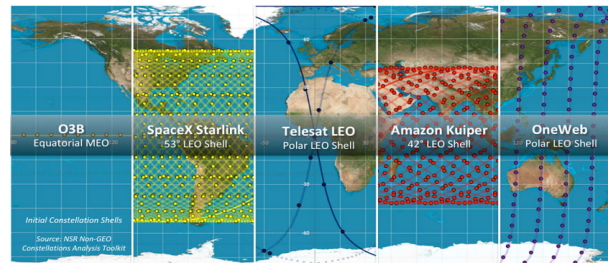 O3B
Equatorial MEO
SpaceX Starlink
53° LEO Shell
Telesat LEO
Polar LEO Shell
Amazon Kuiper
42° LEO Shell
OneWeb
Polar LEO Shell
Initial Constellation Shells
Source: NSR Non-GEO
Constellations Analysis Toolkit